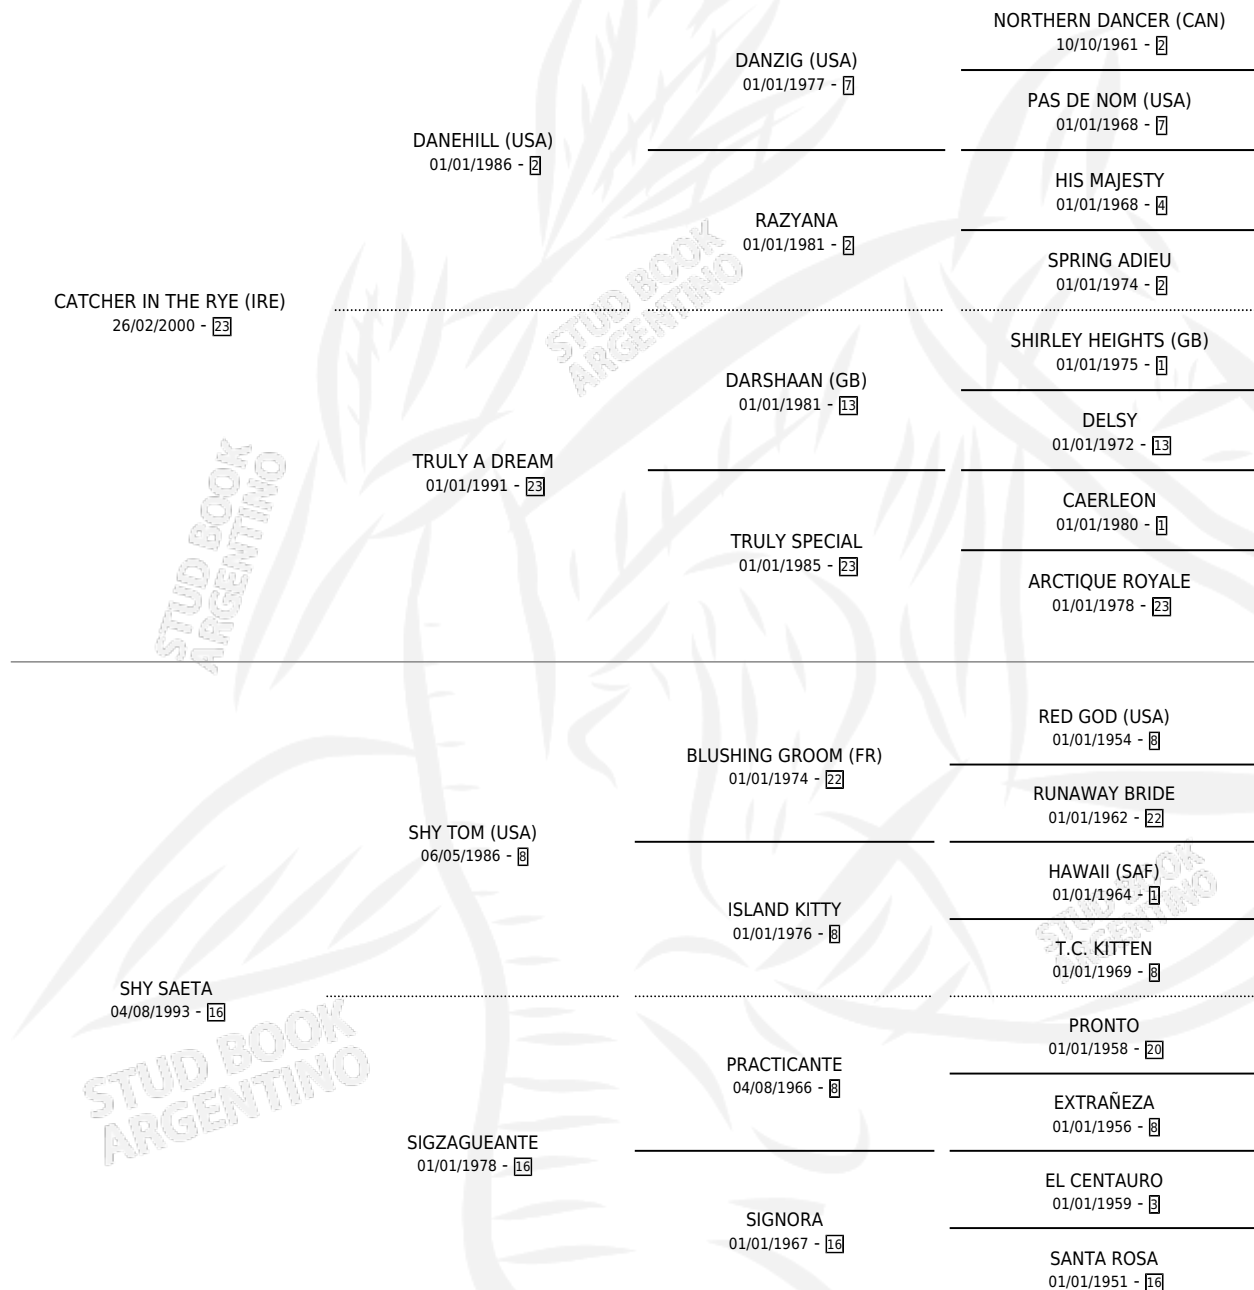 NORTHERN DANCER (CAN)
10/10/1961 - 2
DANZIG (USA)
01/01/1977 - 7
PAS DE NOM (USA)
01/01/1968 - 7
DANEHILL (USA)
01/01/1986 - 2
HIS MAJESTY
01/01/1968 - 4
RAZYANA
01/01/1981 - 2
SPRING ADIEU
01/01/1974 - 2
CATCHER IN THE RYE (IRE)
26/02/2000 - 23
SHIRLEY HEIGHTS (GB)
01/01/1975 - 1
DARSHAAN (GB)
01/01/1981 - 13
DELSY
01/01/1972 - 13
TRULY A DREAM
01/01/1991 - 23
CAERLEON
01/01/1980 - 1
TRULY SPECIAL
01/01/1985 - 23
ARCTIQUE ROYALE
01/01/1978 - 23
RED GOD (USA)
01/01/1954 - 8
BLUSHING GROOM (FR)
01/01/1974 - 22
RUNAWAY BRIDE
01/01/1962 - 22
SHY TOM (USA)
06/05/1986 - 8
HAWAII (SAF)
01/01/1964 - 1
ISLAND KITTY
01/01/1976 - 8
T.C. KITTEN
01/01/1969 - 8
SHY SAETA
04/08/1993 - 16
PRONTO
01/01/1958 - 20
PRACTICANTE
04/08/1966 - 8
EXTRAÑEZA
01/01/1956 - 8
SIGZAGUEANTE
01/01/1978 - 16
EL CENTAURO
01/01/1959 - 3
SIGNORA
01/01/1967 - 16
SANTA ROSA
01/01/1951 - 16
STUD BOOK
ARGENTINO
STUD BOOK
ARGENTINO
STUD BOOK
ARGENTINO
STUD BOOK
ARGENTINO